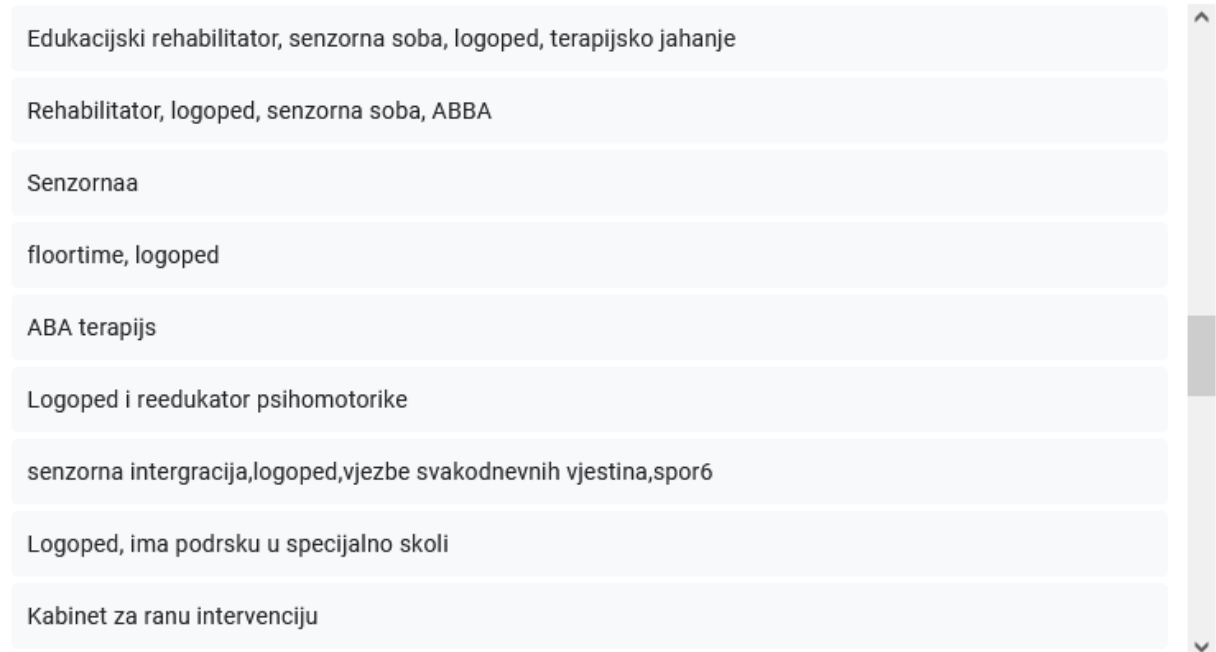 Edukacijski rehabilitator, senzorna soba, logoped, terapijsko jahanje
Rehabilitator, logoped, senzorna soba, ABBA
Senzornaa
floortime, logoped
ABA terapijs
Logoped i reedukator psihomotorike
senzorna intergracija,logoped,vjezbe svakodnevnih vjestina,spor6
Logoped, ima podrsku u specijalno skoli
Kabinet za ranu intervenciju